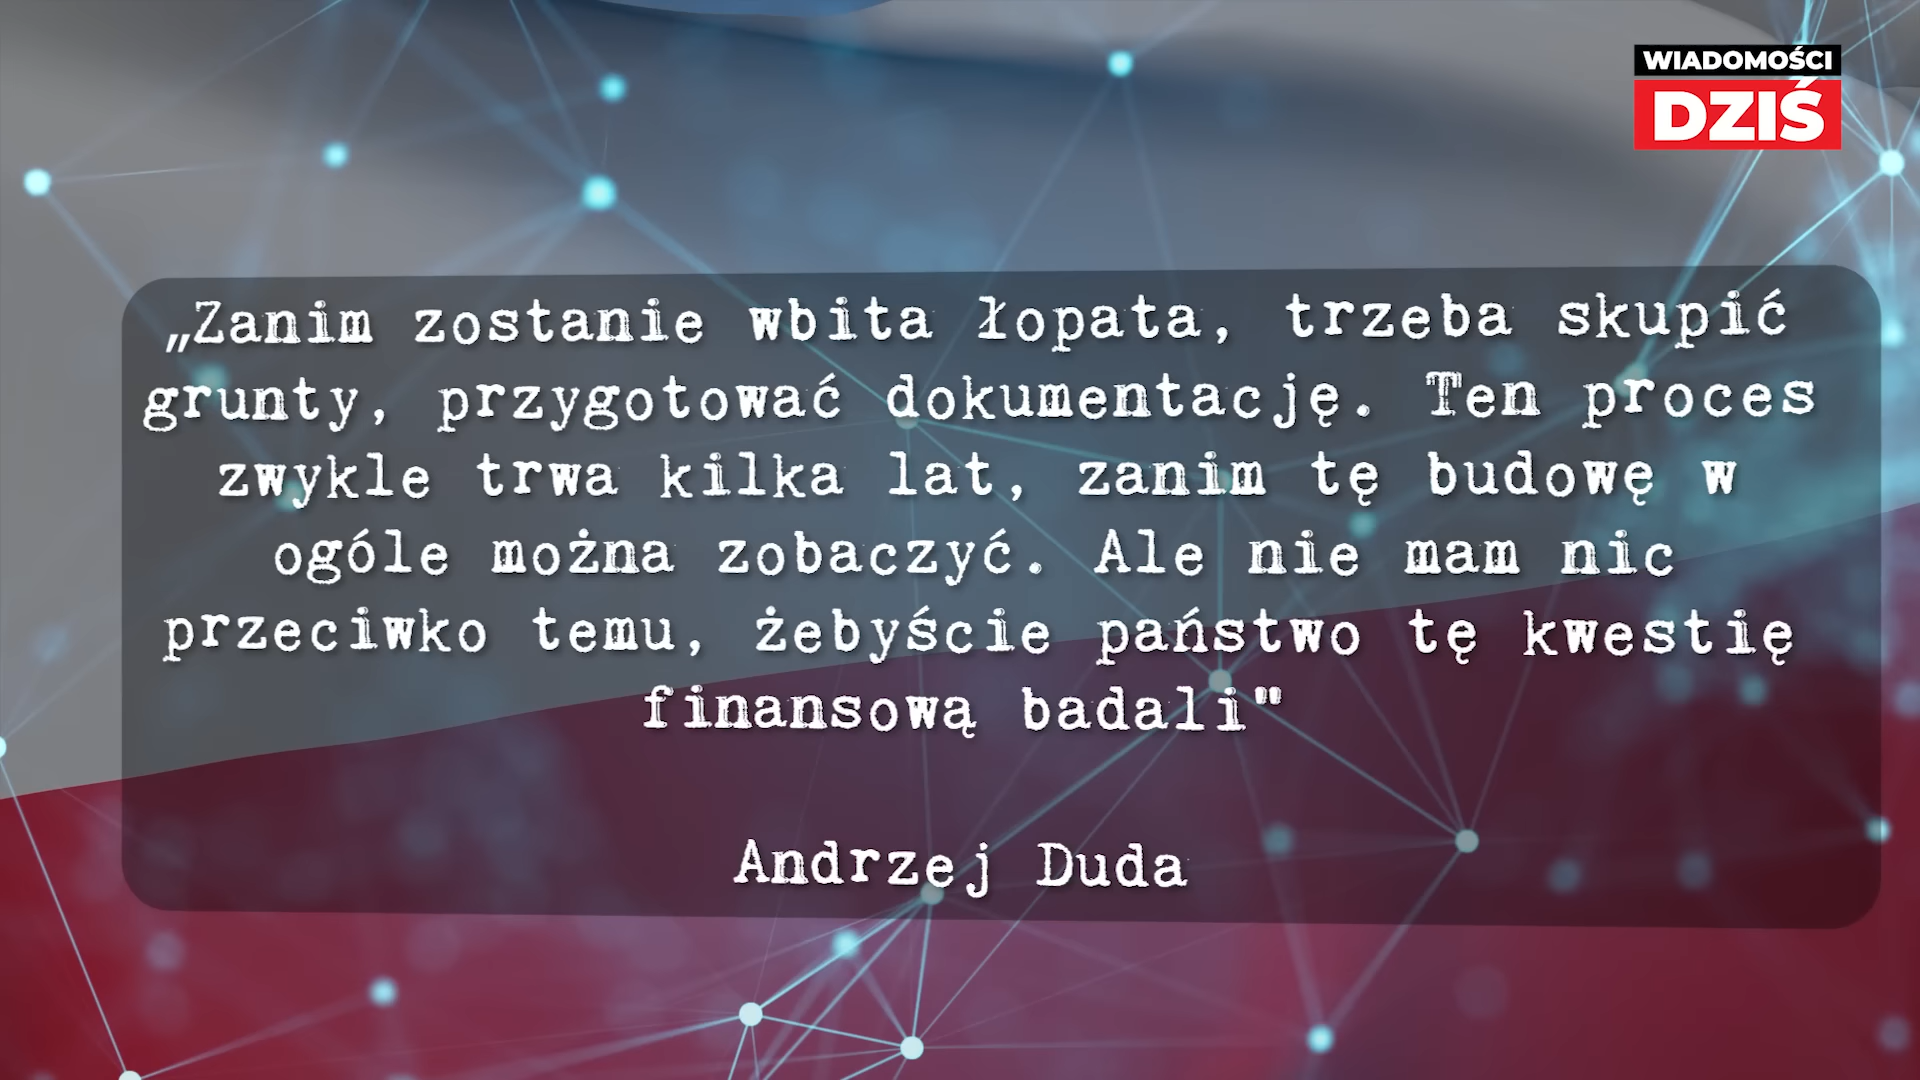 WIADOMOŚCI
DZIŚ
„Zanim zostanie wbita łopata, trzeba skupić
grunty, przygotować dokumentację. Ten proces
zwykle trwa kilka lat, zanim tę budowę w
ogóle można zobaczyć. Ale nie mam nic
przeciwko temu, żebyście państwo tę kwestię
finansową badali"
Andrzej Duda